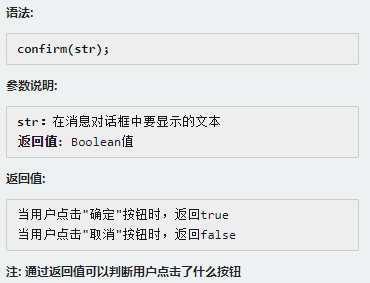 语法:
confirm(str);
参数说明:
str：在消息对话框中要显示的文本
返回值: Boolean值
返回值:
当用户点击"确定"按钮时，返回true
当用户点击"取消"按钮时，返回false
注: 通过返回值可以判断用户点击了什么按钮